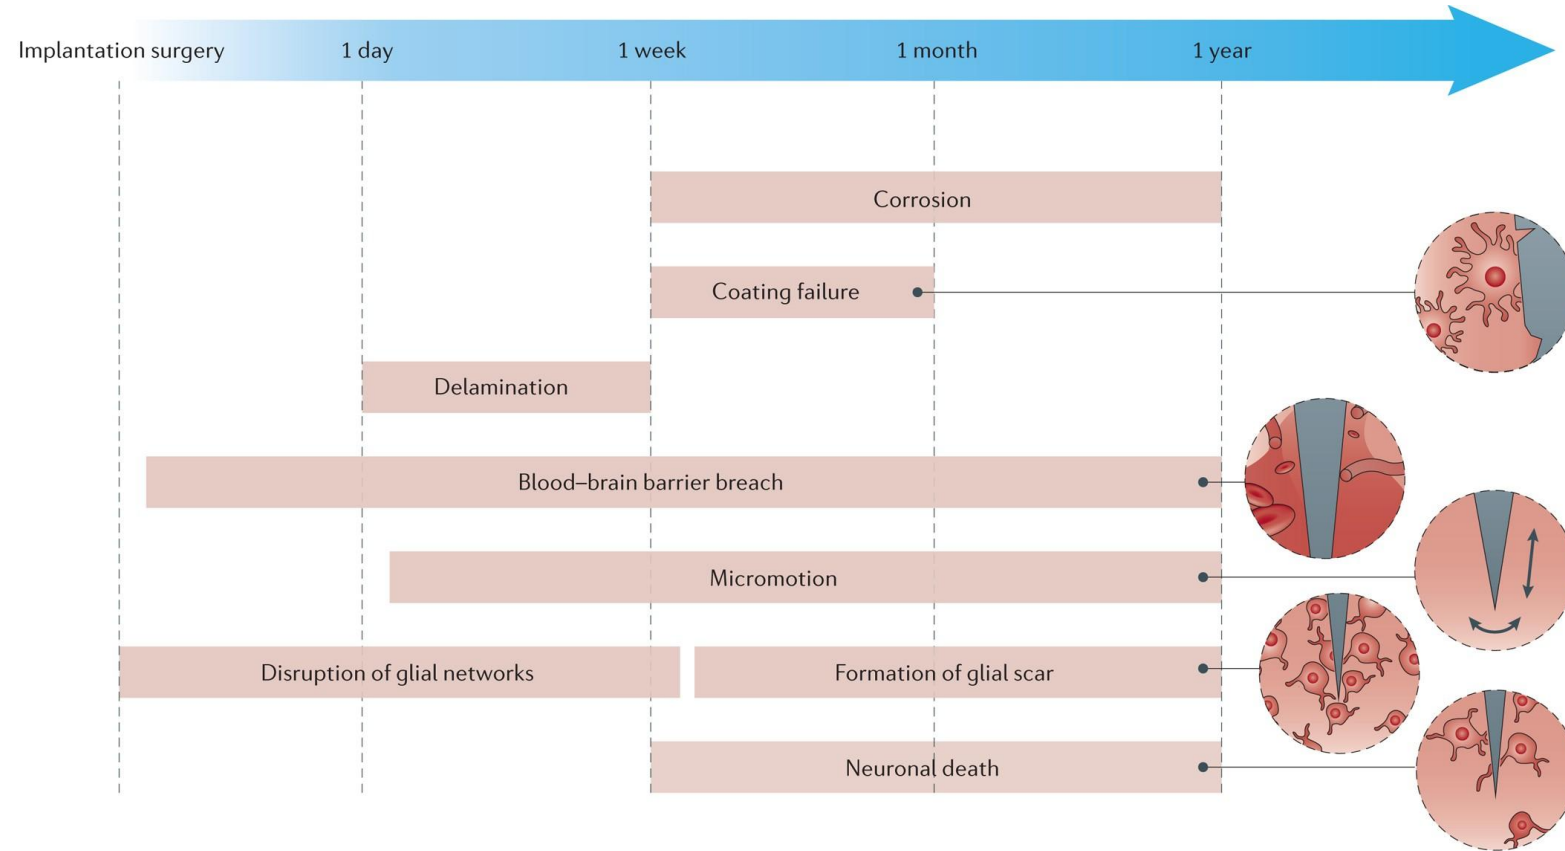 Implantation surgery
1 day
1 week
1 month
1 year
Corrosion
Coating failure
Delamination
Blood–brain barrier breach
Micromotion
Disruption of glial networks
Formation of glial scar
Neuronal death